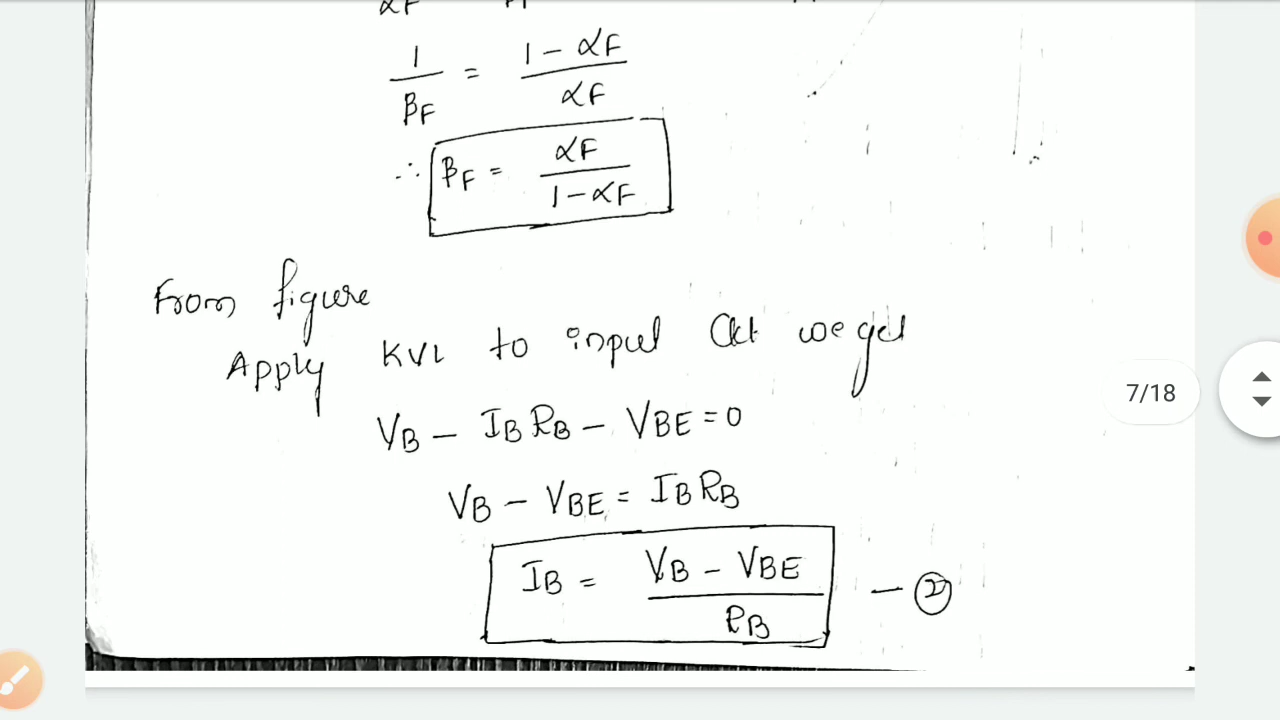 αF
1/βF = 1 - αF/αF
∴ βF = αF/1 - αF
From figure
Apply KVL to input Ckt we get
VB - IB RB - VBE = 0
VB - VBE = IB RB
IB = VB - VBE/RB - ②
7/18